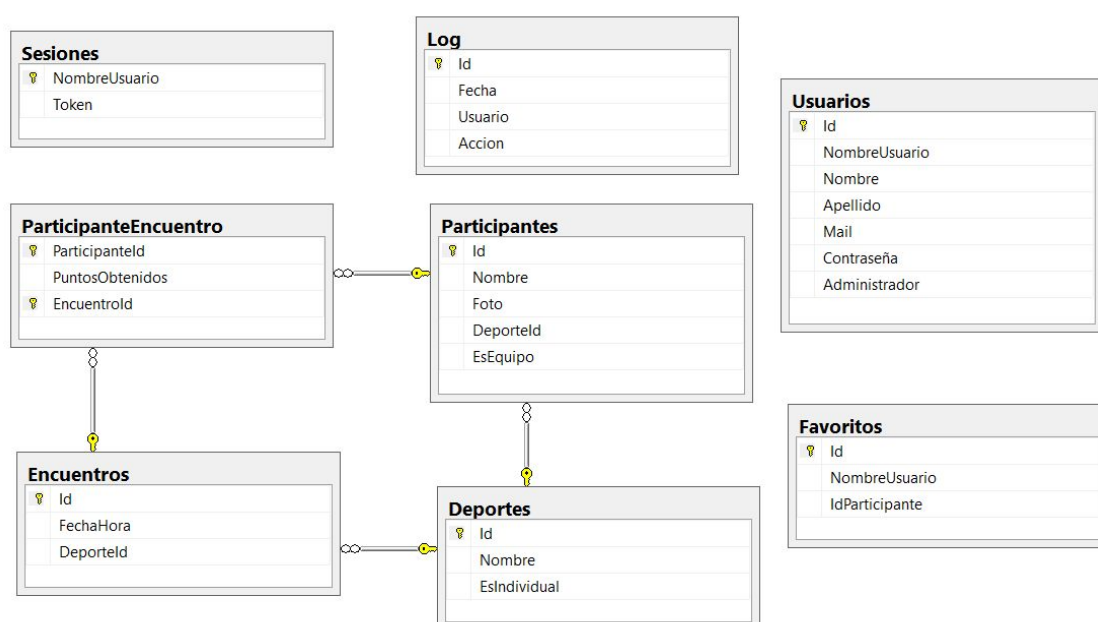 Sesiones
NombreUsuario
Token
Log
Id
Fecha
Usuario
Accion
Usuarios
Id
NombreUsuario
Nombre
Apellido
Mail
Contraseña
Administrador
ParticipanteEncuentro
ParticipanteId
PuntosObtenidos
EncuentroId
Participantes
Id
Nombre
Foto
DeporteId
EsEquipo
Favoritos
Id
NombreUsuario
IdParticipante
Encuentros
Id
FechaHora
DeporteId
Deportes
Id
Nombre
EsIndividual